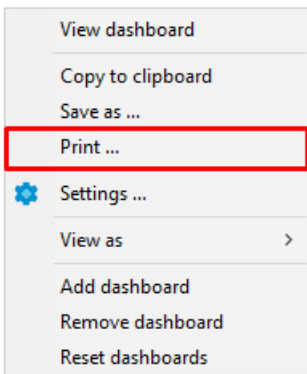 View dashboard
Copy to clipboard
Save as ...
Print ...
Settings ...
View as
Add dashboard
Remove dashboard
Reset dashboards